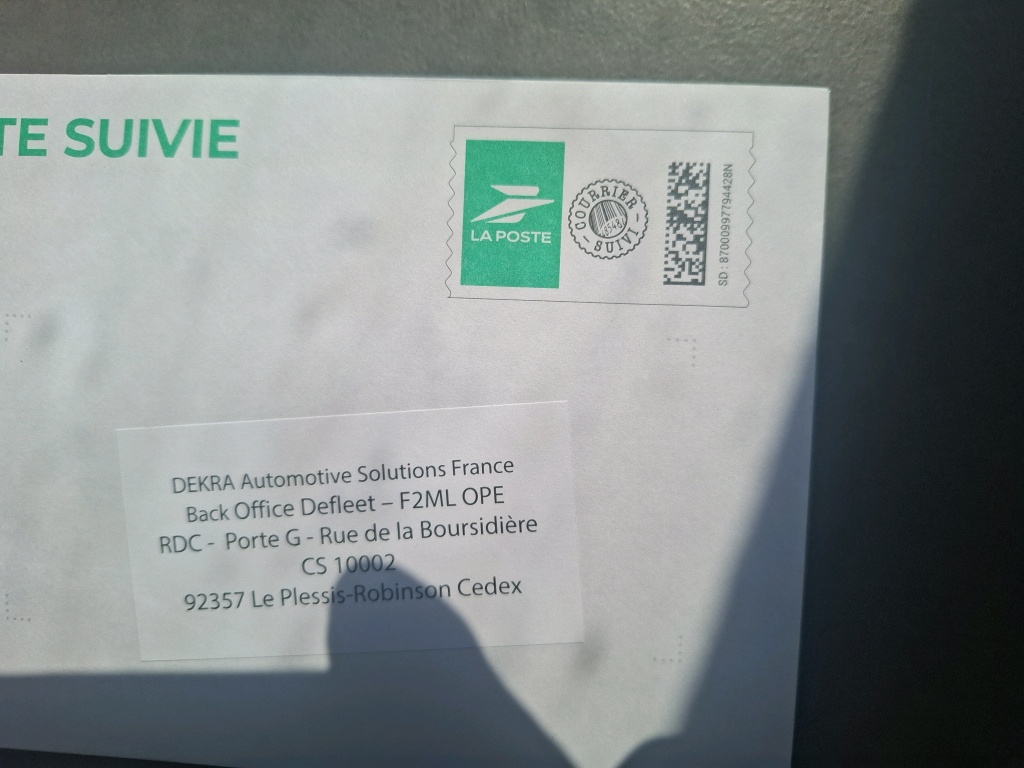 TE SUIVIE
LA POSTE
COURRIER
SUIVI
SD : 87000997794428N
DEKRA Automotive Solutions France
Back Office Defleet – F2ML OPE
RDC - Porte G - Rue de la Boursidière
CS 10002
92357 Le Plessis-Robinson Cedex